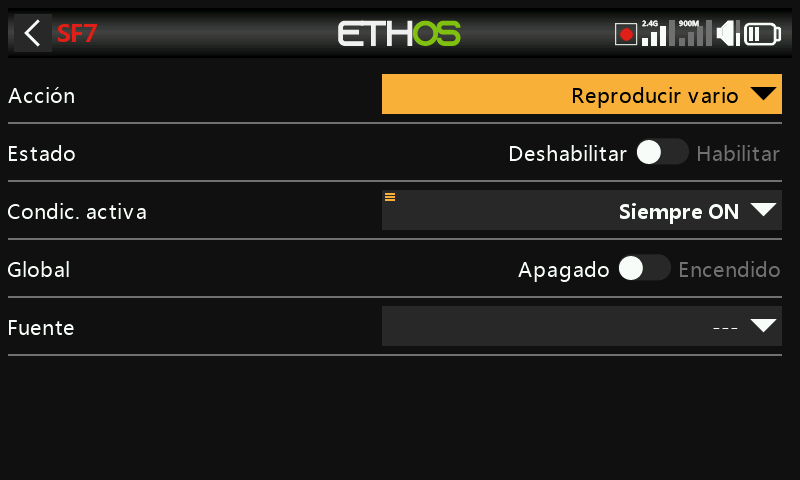 SF7 ETHOS 2.4G 900M
Acción Reproducir vario
Estado Deshabilitar Habilitar
Condic. activa Siempre ON
Global Apagado Encendido
Fuente ---